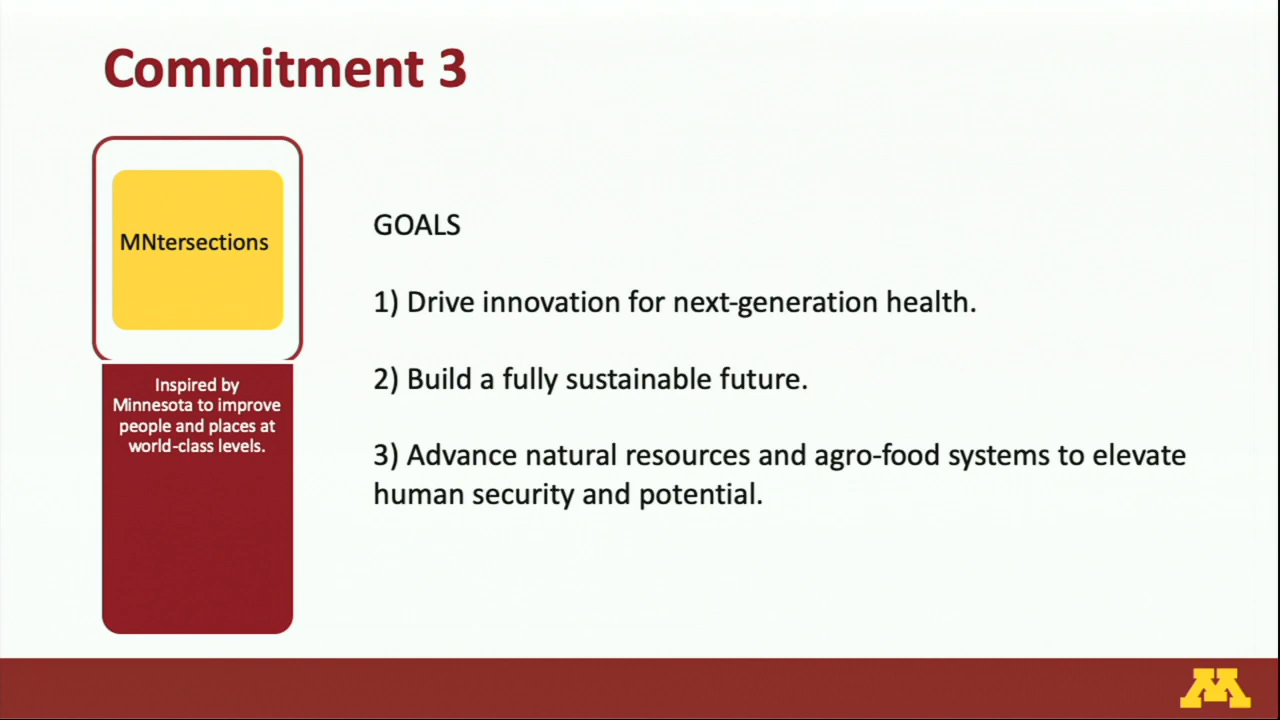 Commitment 3
MNtersections
Inspired by
Minnesota to improve
people and places at
world-class levels.
GOALS
1) Drive innovation for next-generation health.
2) Build a fully sustainable future.
3) Advance natural resources and agro-food systems to elevate
human security and potential.
M